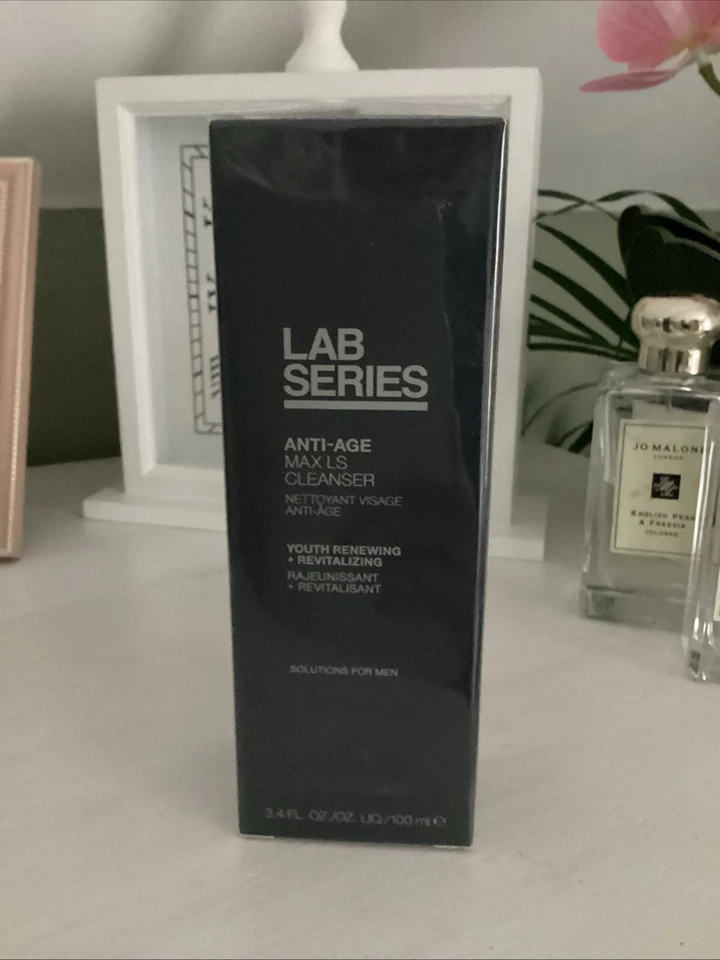 LAB
SERIES
ANTI-AGE
MAX LS
CLEANSER
NETTOYANT VISAGE
ANTI-ÂGE
YOUTH RENEWING
+ REVITALIZING
RAJEUNISSANT
+ REVITALISANT
SOLUTIONS FOR MEN
3.4 FL. OZ./OZ. LIQ./100 ml ℮
JO MALONE
LONDON
ENGLISH PEAR
& FREESIA
COLOGNE